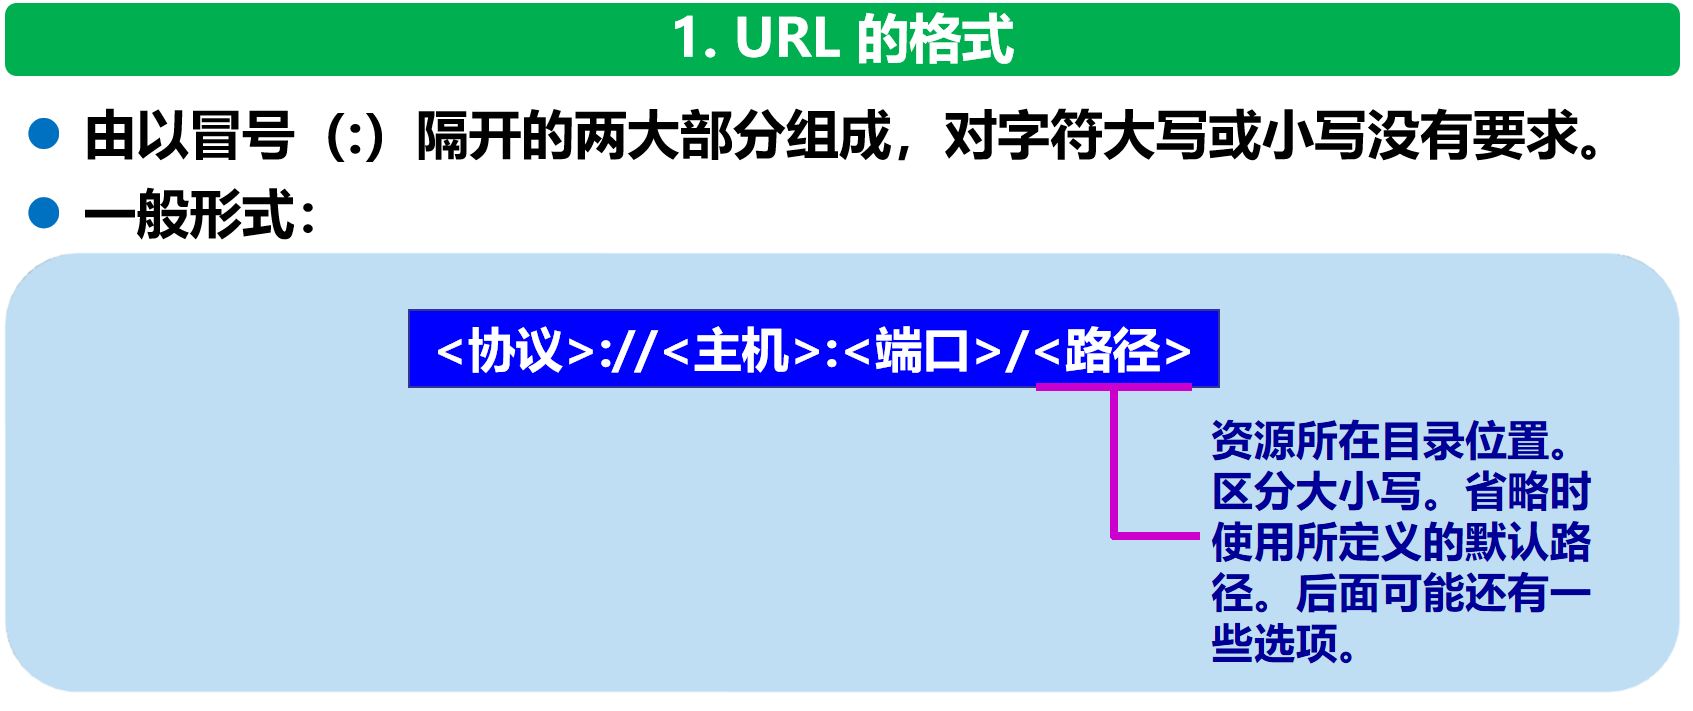 1. URL 的格式
由以冒号（:）隔开的两大部分组成，对字符大写或小写没有要求。
一般形式：
<协议>://<主机>:<端口>/<路径>
资源所在目录位置。
区分大小写。省略时
使用所定义的默认路
径。后面可能还有一
些选项。